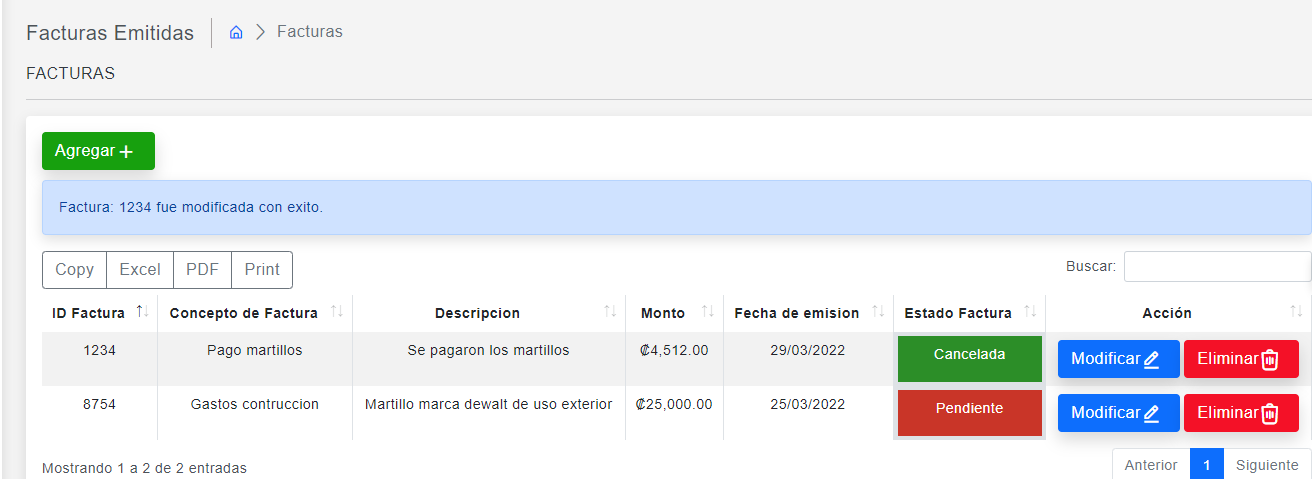 Facturas Emitidas
Facturas
FACTURAS
Agregar
Factura: 1234 fue modificada con exito.
Copy Excel PDF Print
Buscar:
ID Factura Concepto de Factura Descripcion Monto Fecha de emision Estado Factura Acción
1234 Pago martillos Se pagaron los martillos ₡4,512.00 29/03/2022 Cancelada Modificar Eliminar
8754 Gastos contruccion Martillo marca dewalt de uso exterior ₡25,000.00 25/03/2022 Pendiente Modificar Eliminar
Mostrando 1 a 2 de 2 entradas
Anterior 1 Siguiente